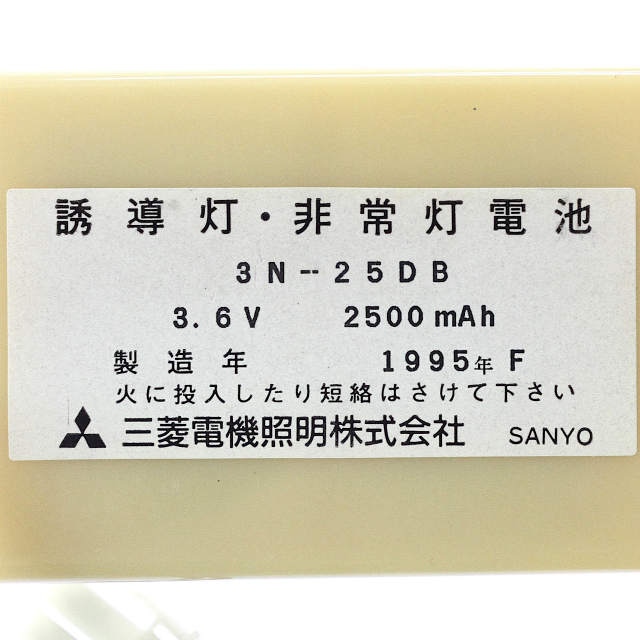 誘導灯・非常灯電池
3N--25DB
3.6V 2500mAh
製造年 1995年F
火に投入したり短絡はさけて下さい
三菱電機照明株式会社 SANYO